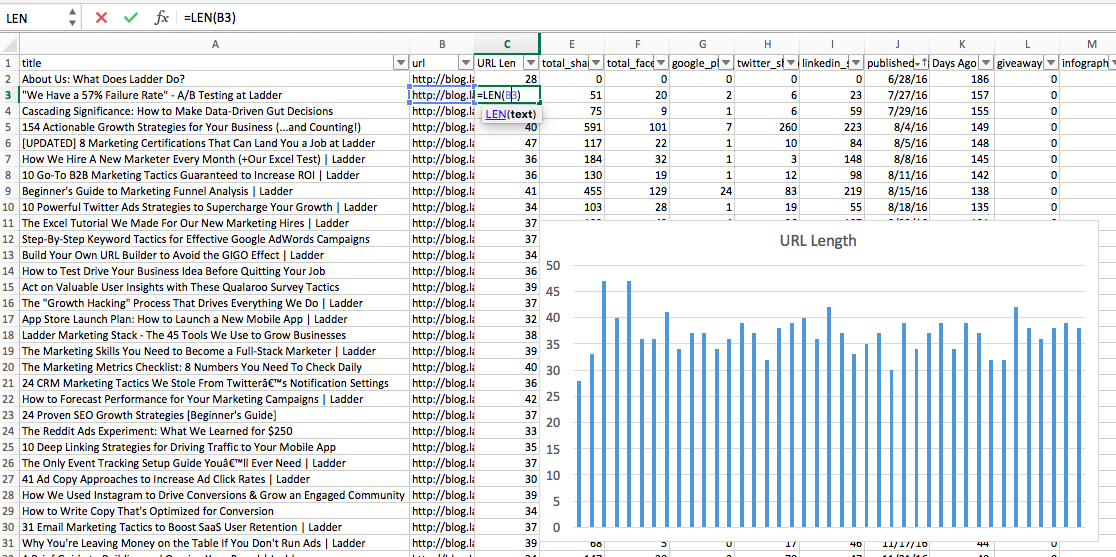 LEN =LEN(B3)
A B C E F G H I J K L M
1 title url URL Len total_sha total_face google_pl twitter_sl linkedin_s published Days Ago giveaway infograph
2 About Us: What Does Ladder Do? http://blog.la 28 0 0 0 0 0 6/28/16 186 0
3 "We Have a 57% Failure Rate" - A/B Testing at Ladder http://blog.la =LEN(B3) 51 20 2 6 23 7/27/16 157 0
4 Cascading Significance: How to Make Data-Driven Gut Decisions http://blog.la LEN(text) 75 9 1 6 59 7/29/16 155 0
5 154 Actionable Growth Strategies for Your Business (...and Counting!) http://blog.la 40 591 101 7 260 223 8/4/16 149 0
6 [UPDATED] 8 Marketing Certifications That Can Land You a Job at Ladder http://blog.la 47 117 22 1 10 84 8/5/16 148 0
7 How We Hire A New Marketer Every Month (+Our Excel Test) | Ladder http://blog.la 36 184 32 1 3 148 8/8/16 145 0
8 10 Go-To B2B Marketing Tactics Guaranteed to Increase ROI | Ladder http://blog.la 36 130 19 1 12 98 8/11/16 142 0
9 Beginner's Guide to Marketing Funnel Analysis | Ladder http://blog.la 41 455 129 24 83 219 8/15/16 138 0
10 10 Powerful Twitter Ads Strategies to Supercharge Your Growth | Ladder http://blog.la 34 103 28 1 19 55 8/18/16 135 0
11 The Excel Tutorial We Made For Our New Marketing Hires | Ladder http://blog.la 37
12 Step-By-Step Keyword Tactics for Effective Google AdWords Campaigns http://blog.la 37
13 Build Your Own URL Builder to Avoid the GIGO Effect | Ladder http://blog.la 34
14 How to Test Drive Your Business Idea Before Quitting Your Job http://blog.la 36
15 Act on Valuable User Insights with These Qualaroo Survey Tactics http://blog.la 39
16 The "Growth Hacking" Process That Drives Everything We Do | Ladder http://blog.la 37
17 App Store Launch Plan: How to Launch a New Mobile App | Ladder http://blog.la 32
18 Ladder Marketing Stack - The 45 Tools We Use to Grow Businesses http://blog.la 38
19 The Marketing Skills You Need to Become a Full-Stack Marketer | Ladder http://blog.la 39
20 The Marketing Metrics Checklist: 8 Numbers You Need To Check Daily http://blog.la 40
21 24 CRM Marketing Tactics We Stole From Twitterâ€™s Notification Settings http://blog.la 36
22 How to Forecast Performance for Your Marketing Campaigns | Ladder http://blog.la 42
23 24 Proven SEO Growth Strategies [Beginner's Guide] http://blog.la 37
24 The Reddit Ads Experiment: What We Learned for $250 http://blog.la 33
25 10 Deep Linking Strategies for Driving Traffic to Your Mobile App http://blog.la 35
26 The Only Event Tracking Setup Guide Youâ€™ll Ever Need | Ladder http://blog.la 37
27 41 Ad Copy Approaches to Increase Ad Click Rates | Ladder http://blog.la 30
28 How We Used Instagram to Drive Conversions & Grow an Engaged Community http://blog.la 39
29 How to Write Copy That's Optimized for Conversion http://blog.la 34
30 31 Email Marketing Tactics to Boost SaaS User Retention | Ladder http://blog.la 37
31 Why You're Leaving Money on the Table If You Don't Run Ads | Ladder http://blog.la 39 68 5 0 17 46 11/17/16 44 0
URL Length
50
45
40
35
30
25
20
15
10
5
0